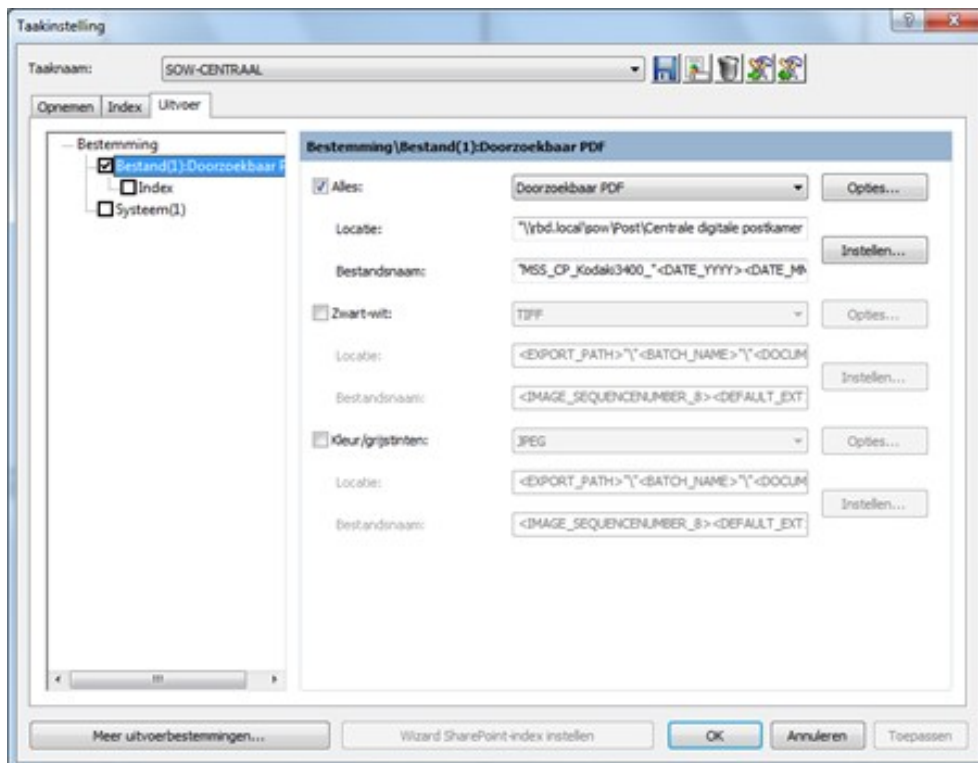 Taakinstelling
Taaknaam: SOW-CENTRAAL
Opnemen Index Uitvoer
Bestemming
Bestand(1):Doorzoekbaar P
Index
Systeem(1)
Bestemming\Bestand(1):Doorzoekbaar PDF
Alles: Doorzoekbaar PDF Opties...
Locatie: "\\rbd.local\sow\Post\Centrale digitale postkamer
Instellen...
Bestandsnaam: "MSS_CP_Kodaki3400_"<DATE_YYYY><DATE_MM
Zwart-wit: TIFF Opties...
Locatie: <EXPORT_PATH>"\"<BATCH_NAME>"\"<DOCUM
Instellen...
Bestandsnaam: <IMAGE_SEQUENCENUMBER_8><DEFAULT_EXT
Kleur/grijstinten: JPEG Opties...
Locatie: <EXPORT_PATH>"\"<BATCH_NAME>"\"<DOCUM
Instellen...
Bestandsnaam: <IMAGE_SEQUENCENUMBER_8><DEFAULT_EXT
Meer uitvoerbestemmingen... Wizard SharePoint-index instellen OK Annuleren Toepassen